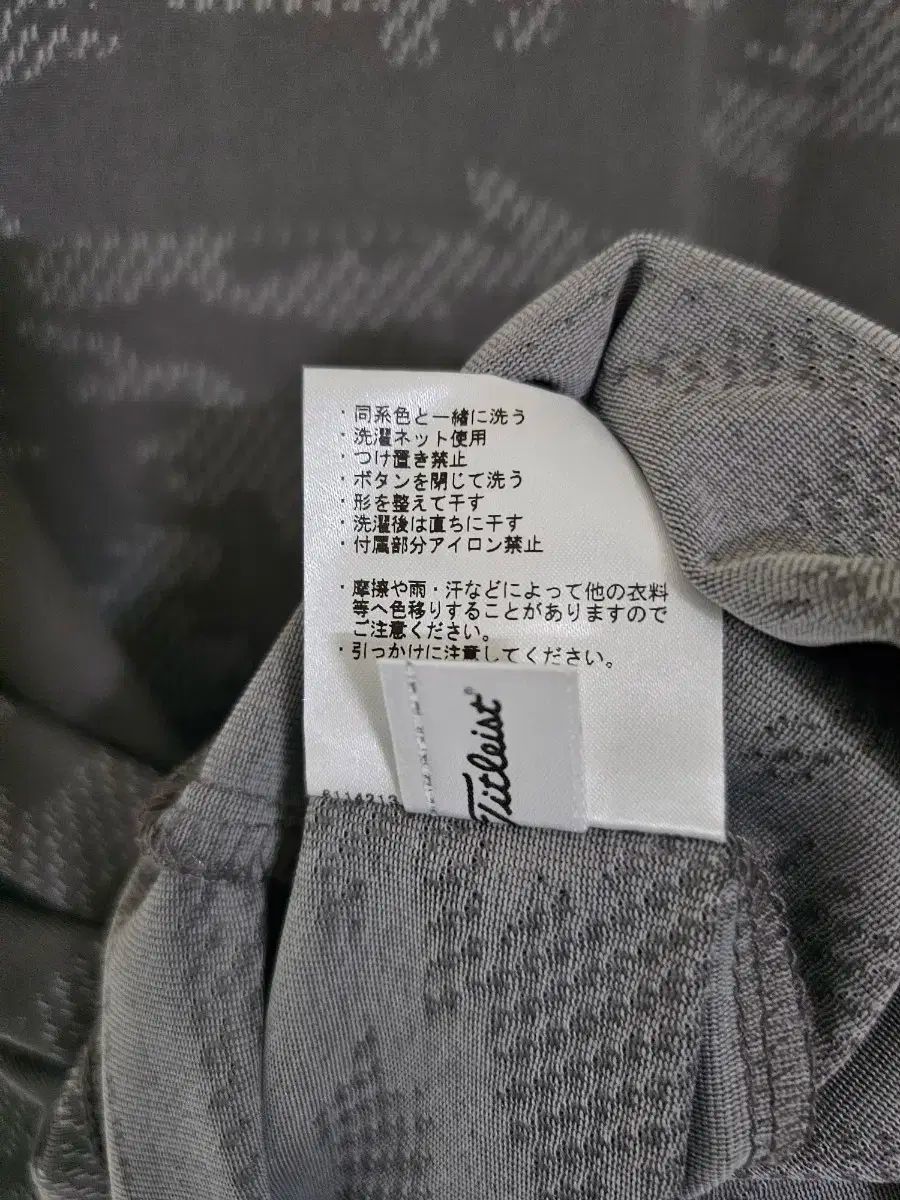 ・同系色と一緒に洗う
・洗濯ネット使用
・つけ置き禁止
・ボタンを閉じて洗う
・形を整えて干す
・洗濯後は直ちに干す
・付属部分アイロン禁止
・摩擦や雨・汗などによって他の衣料
等へ色移りすることがありますので
ご注意ください。
・引っかけに注意してください。
Titleist®